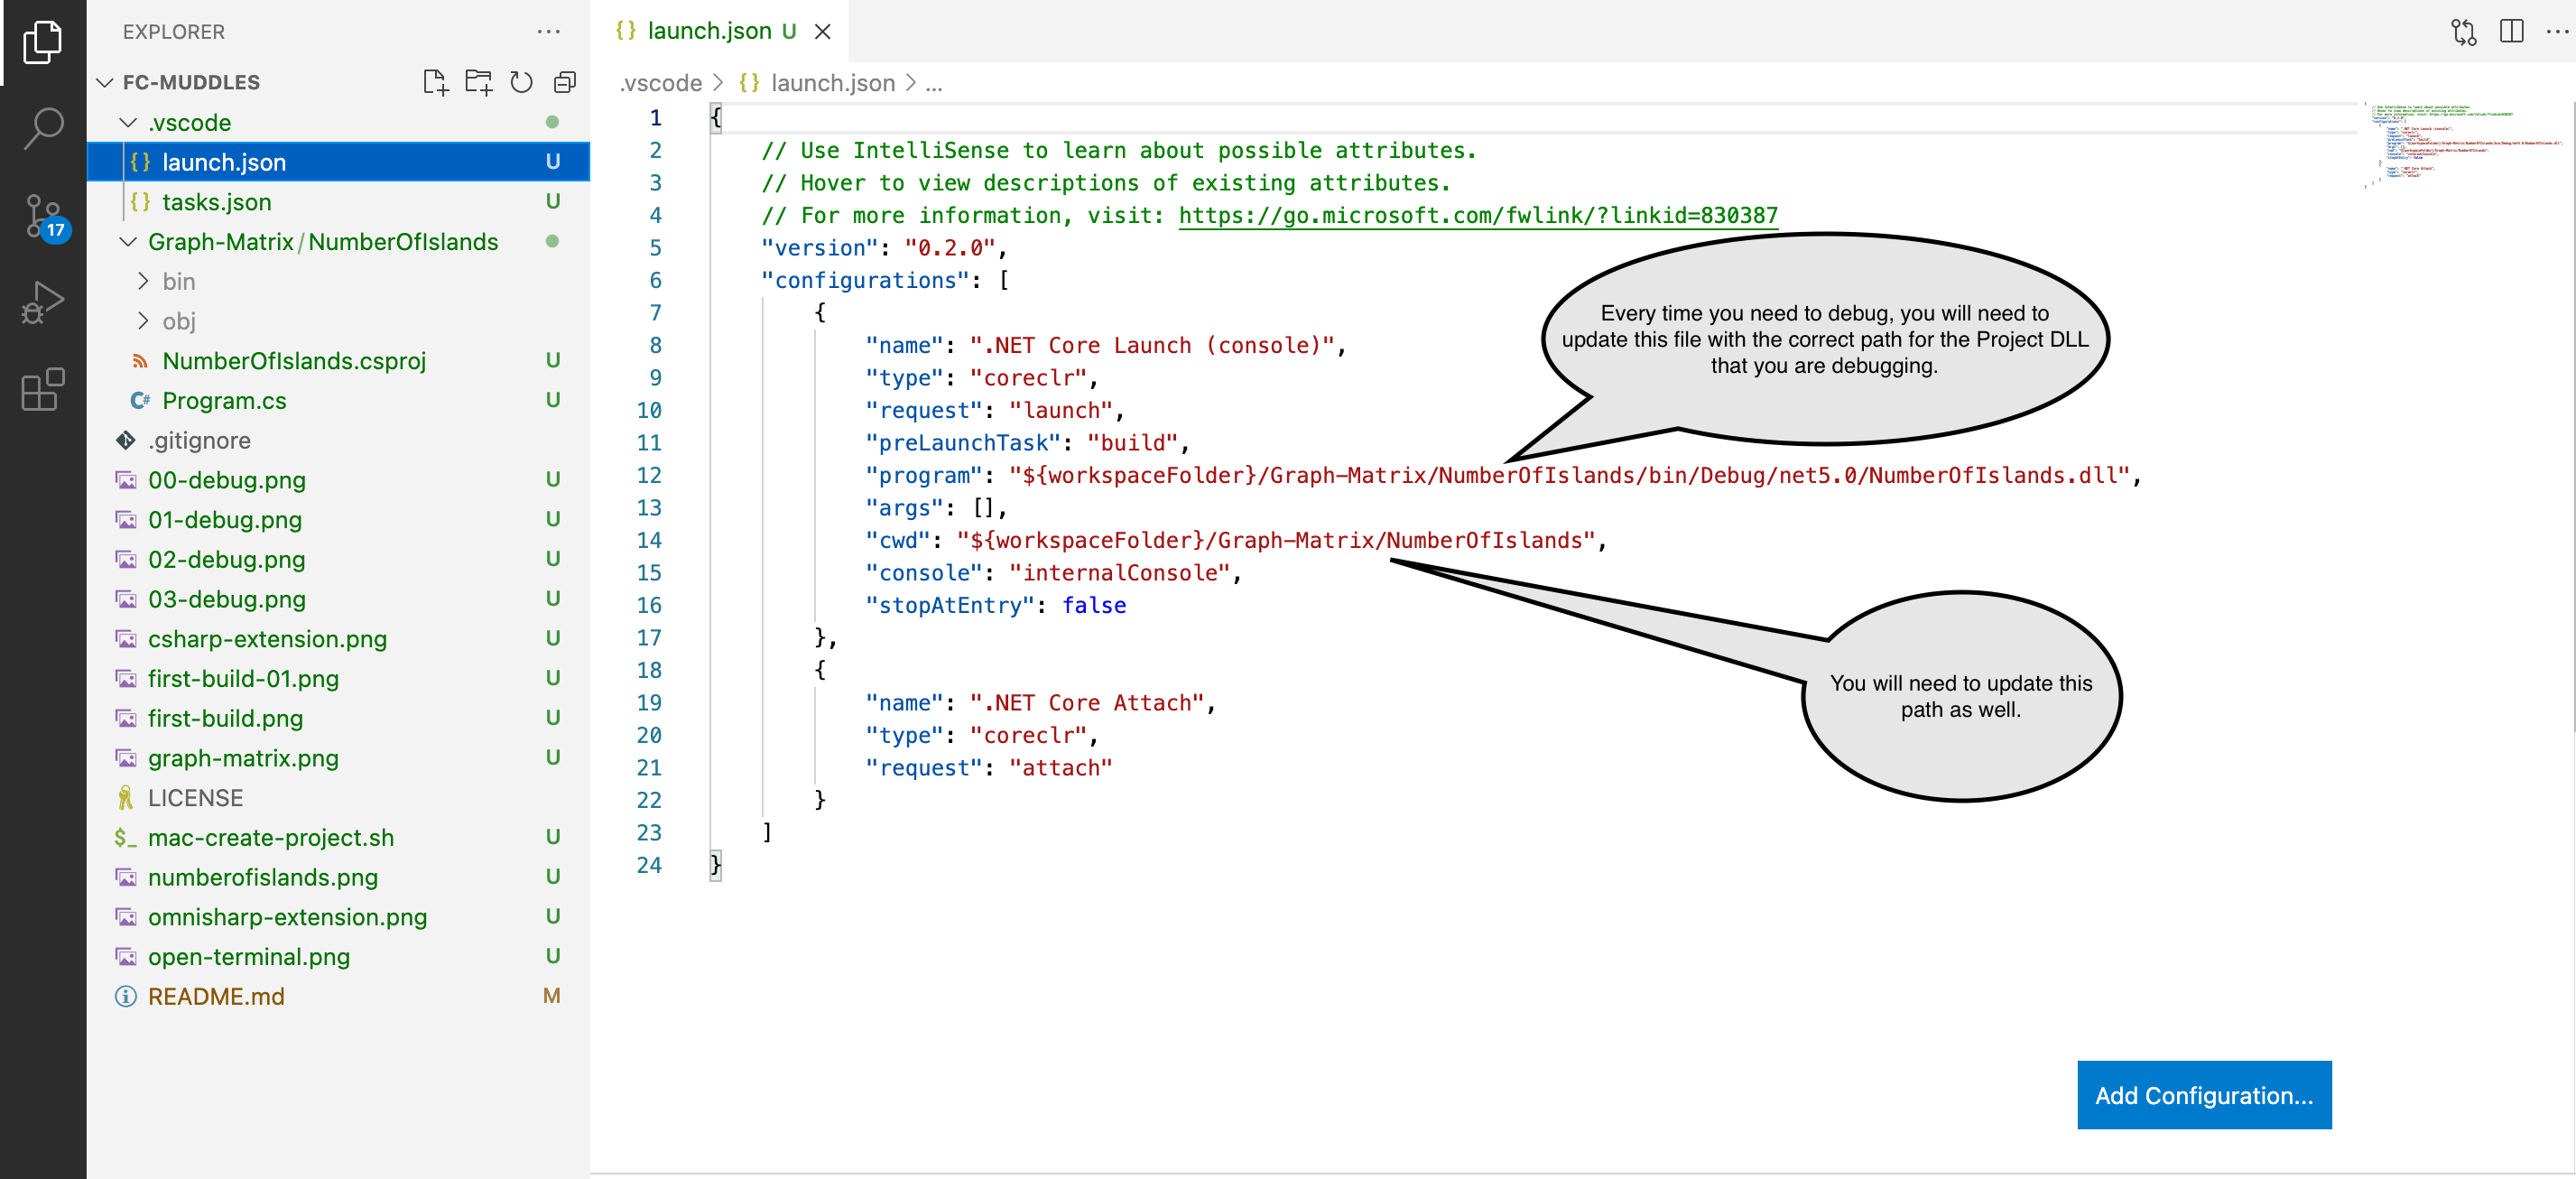 EXPLORER
FC-MUDDLES
.vscode
launch.json U
tasks.json U
Graph-Matrix/NumberOfIslands
bin
obj
NumberOfIslands.csproj U
Program.cs U
.gitignore
00-debug.png U
01-debug.png U
02-debug.png U
03-debug.png U
csharp-extension.png U
first-build-01.png U
first-build.png U
graph-matrix.png U
LICENSE
mac-create-project.sh U
numberofislands.png U
omnisharp-extension.png U
open-terminal.png U
README.md M
17
{} launch.json U
.vscode > {} launch.json > ...
1 {
2 // Use IntelliSense to learn about possible attributes.
3 // Hover to view descriptions of existing attributes.
4 // For more information, visit: https://go.microsoft.com/fwlink/?linkid=830387
5 "version": "0.2.0",
6 "configurations": [
7 {
8 "name": ".NET Core Launch (console)",
9 "type": "coreclr",
10 "request": "launch",
11 "preLaunchTask": "build",
12 "program": "${workspaceFolder}/Graph-Matrix/NumberOfIslands/bin/Debug/net5.0/NumberOfIslands.dll",
13 "args": [],
14 "cwd": "${workspaceFolder}/Graph-Matrix/NumberOfIslands",
15 "console": "internalConsole",
16 "stopAtEntry": false
17 },
18 {
19 "name": ".NET Core Attach",
20 "type": "coreclr",
21 "request": "attach"
22 }
23 ]
24 }
Every time you need to debug, you will need to
update this file with the correct path for the Project DLL
that you are debugging.
You will need to update this
path as well.
Add Configuration...